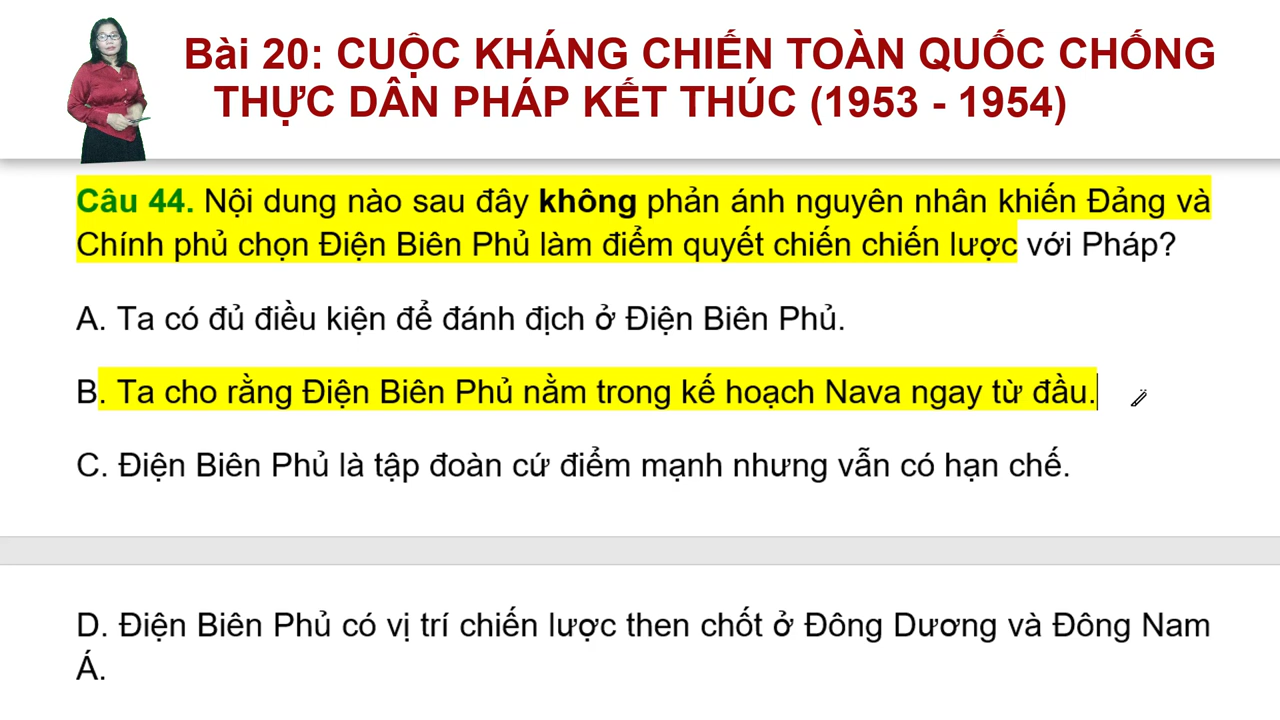 Bài 20: CUỘC KHÁNG CHIẾN TOÀN QUỐC CHỐNG
THỰC DÂN PHÁP KẾT THÚC (1953 - 1954)
Câu 44. Nội dung nào sau đây không phản ánh nguyên nhân khiến Đảng và
Chính phủ chọn Điện Biên Phủ làm điểm quyết chiến chiến lược với Pháp?
A. Ta có đủ điều kiện để đánh địch ở Điện Biên Phủ.
B. Ta cho rằng Điện Biên Phủ nằm trong kế hoạch Nava ngay từ đầu.
C. Điện Biên Phủ là tập đoàn cứ điểm mạnh nhưng vẫn có hạn chế.
D. Điện Biên Phủ có vị trí chiến lược then chốt ở Đông Dương và Đông Nam
Á.